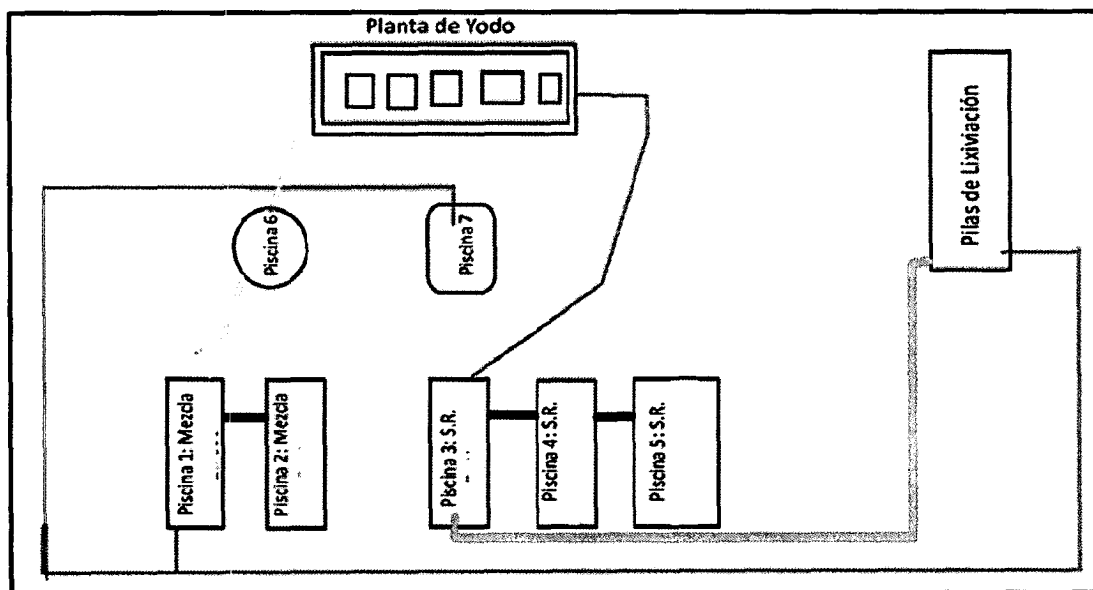 Planta de Yodo
Pilas de Lixiviación
Piscina 6
Piscina 7
Piscina 1: Mezcla
Piscina 2: Mezcla
Piscina 3: S.R.
Piscina 4: S.R.
Piscina 5: S.R.